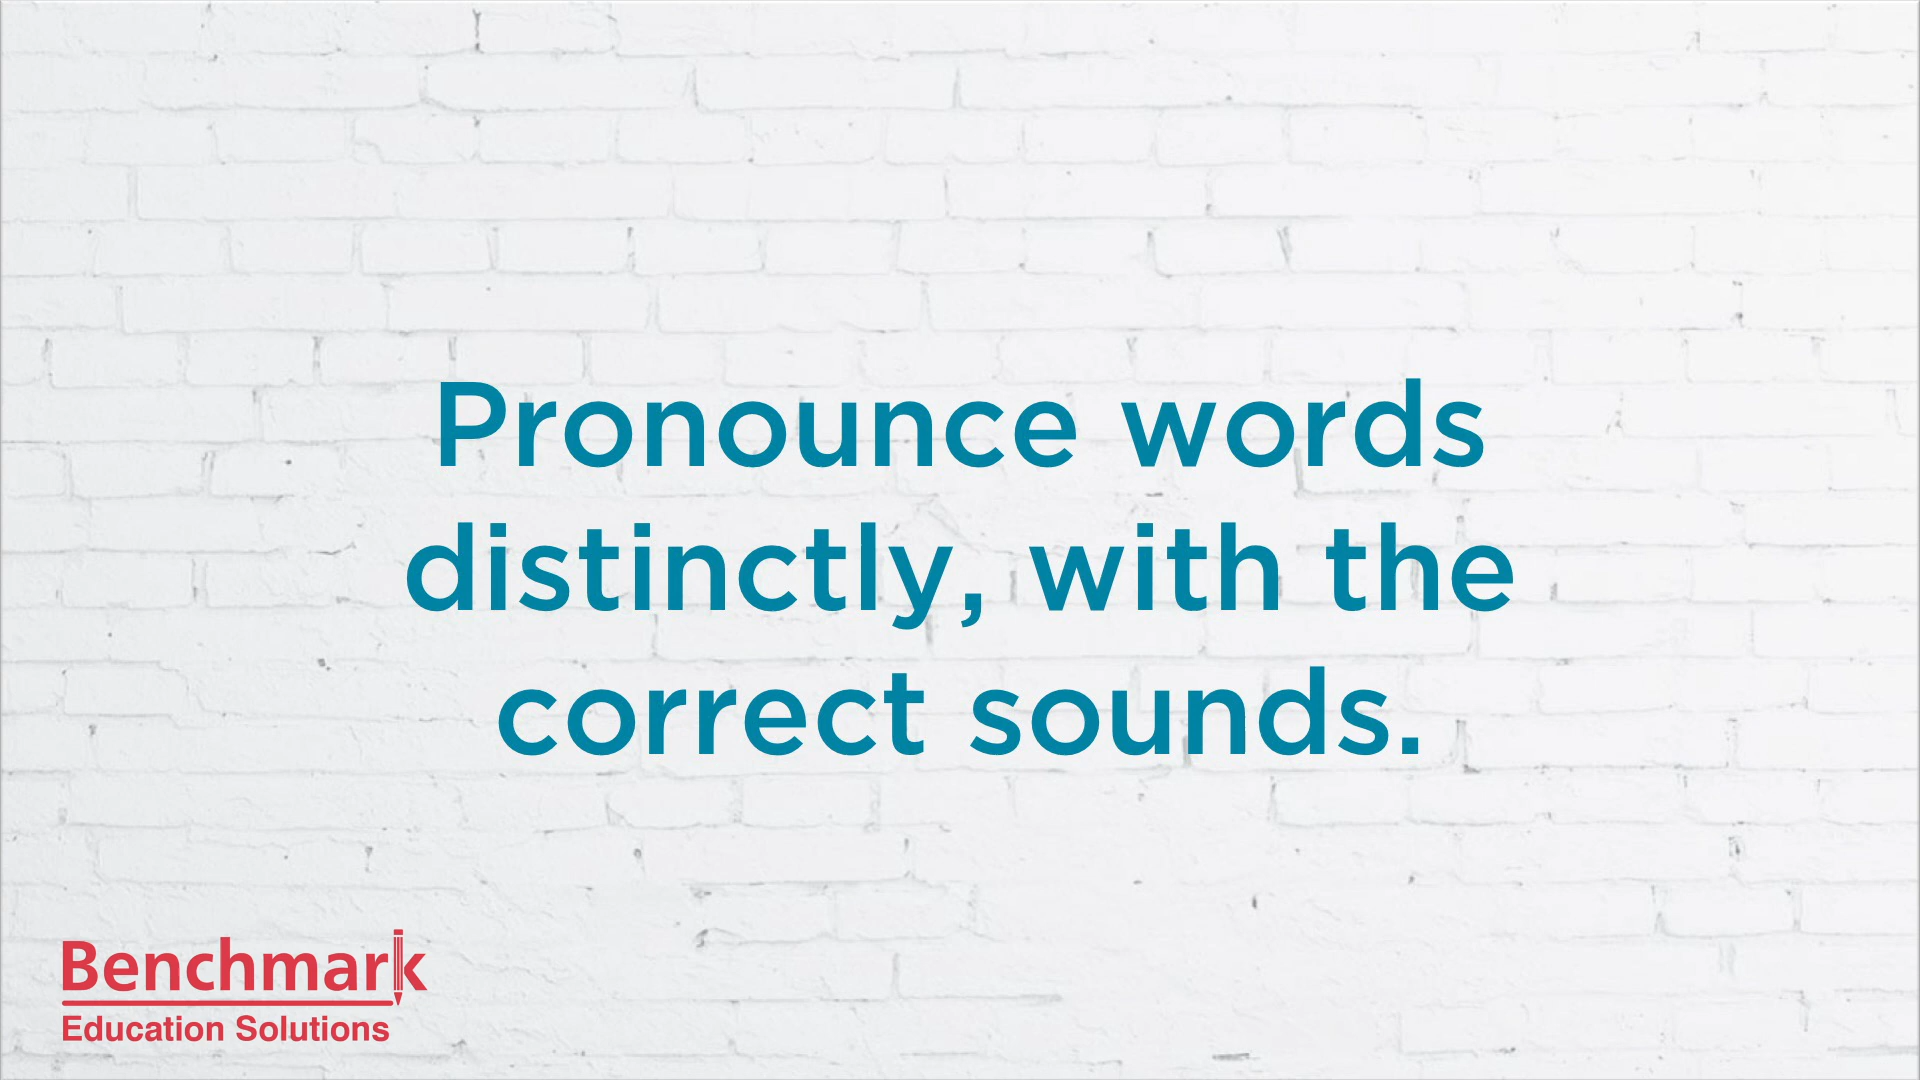 Pronounce words
distinctly, with the
correct sounds.
Benchmark
Education Solutions